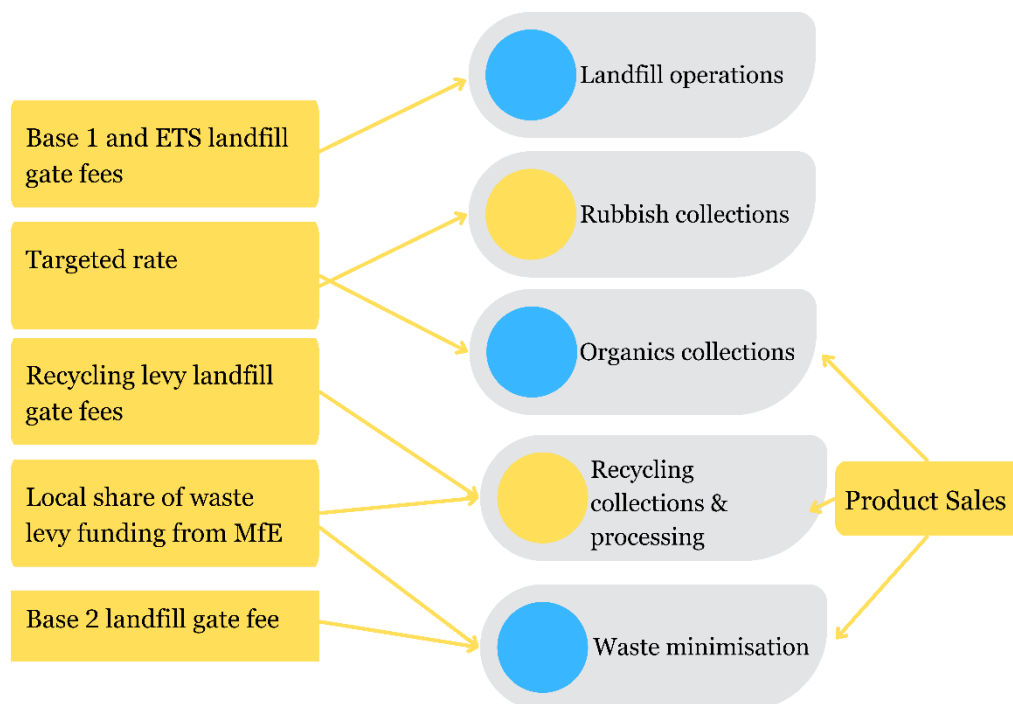 Base 1 and ETS landfill
gate fees
Targeted rate
Recycling levy landfill
gate fees
Local share of waste
levy funding from MfE
Base 2 landfill gate fee
Landfill operations
Rubbish collections
Organics collections
Recycling
collections &
processing
Waste minimisation
Product Sales